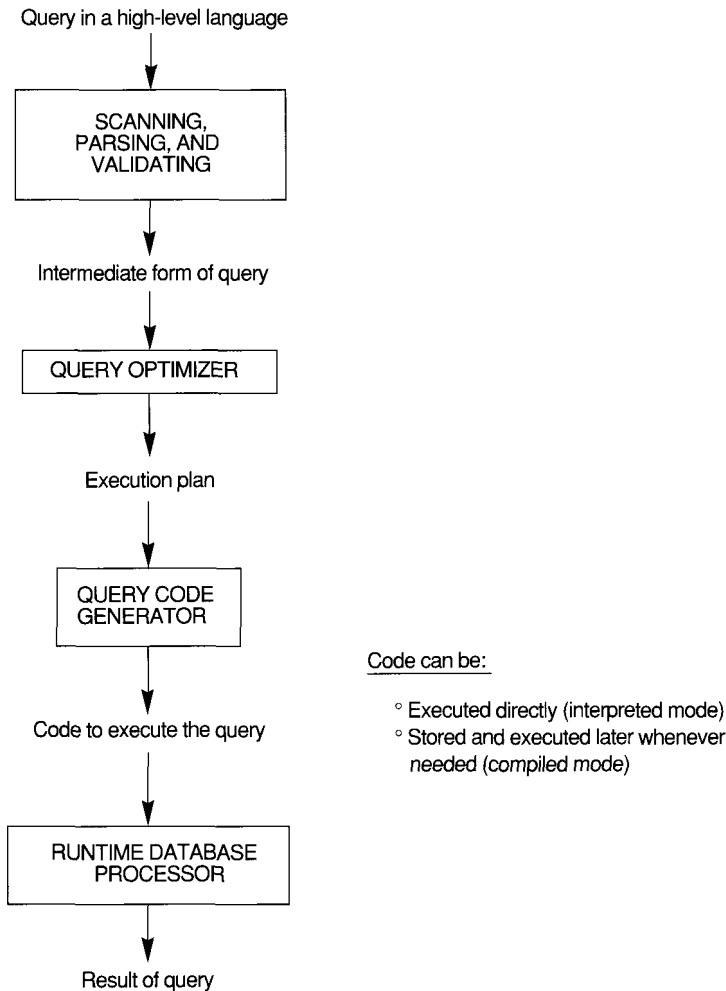 Query in a high-level language
SCANNING,
PARSING, AND
VALIDATING
Intermediate form of query
QUERY OPTIMIZER
Execution plan
QUERY CODE
GENERATOR
Code can be:
° Executed directly (interpreted mode)
Code to execute the query
° Stored and executed later whenever
needed (compiled mode)
RUNTIME DATABASE
PROCESSOR
Result of query